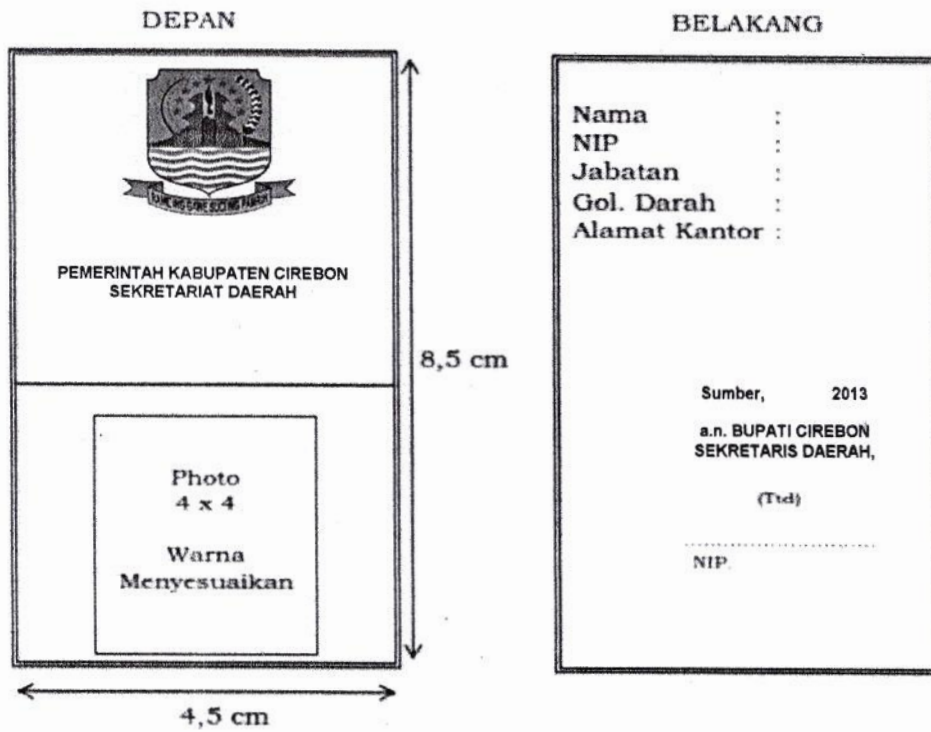 DEPAN
PEMERINTAH KABUPATEN CIREBON
SEKRETARIAT DAERAH
8,5 cm
Photo
4 x 4
Warna
Menyesuaikan
4,5 cm
BELAKANG
Nama :
NIP :
Jabatan :
Gol. Darah :
Alamat Kantor :
Sumber, 2013
a.n. BUPATI CIREBON
SEKRETARIS DAERAH,
(Ttd)
NIP.